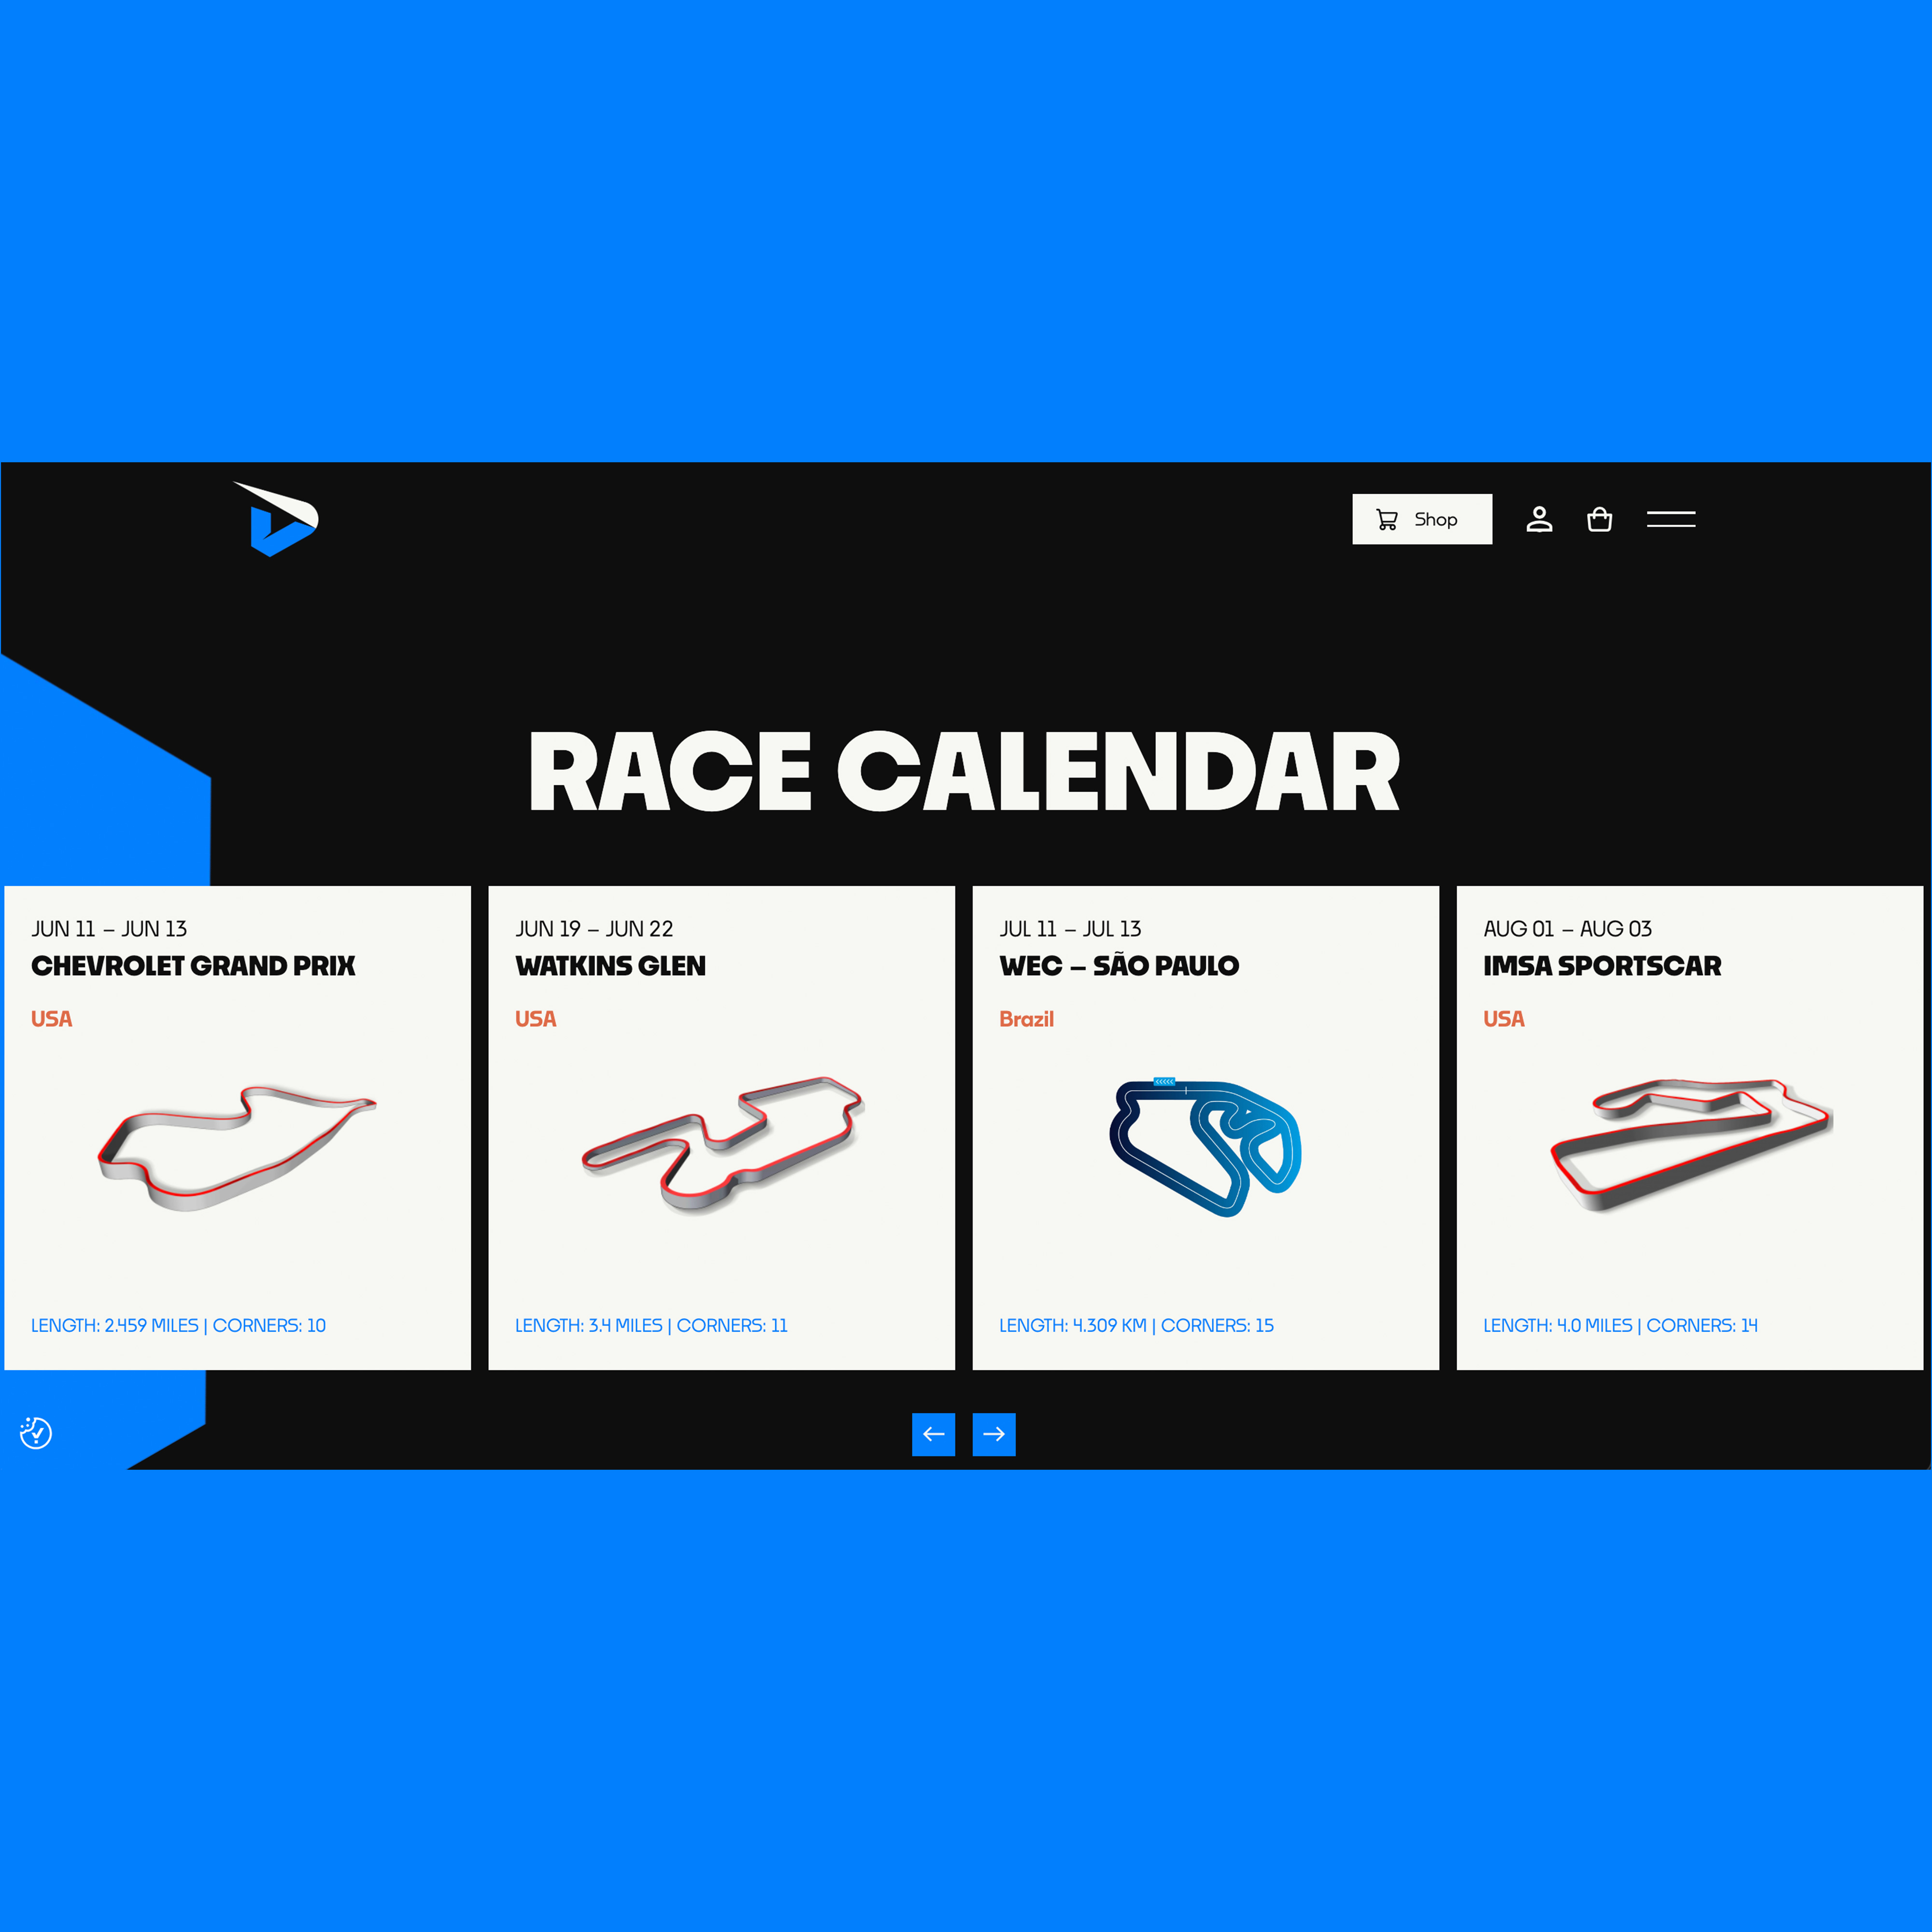 Shop
RACE CALENDAR
JUN 11 – JUN 13
CHEVROLET GRAND PRIX
USA
LENGTH: 2.459 MILES | CORNERS: 10
JUN 19 – JUN 22
WATKINS GLEN
USA
LENGTH: 3.4 MILES | CORNERS: 11
JUL 11 – JUL 13
WEC – SÃO PAULO
Brazil
LENGTH: 4.309 KM | CORNERS: 15
AUG 01 – AUG 03
IMSA SPORTSCAR
USA
LENGTH: 4.0 MILES | CORNERS: 14